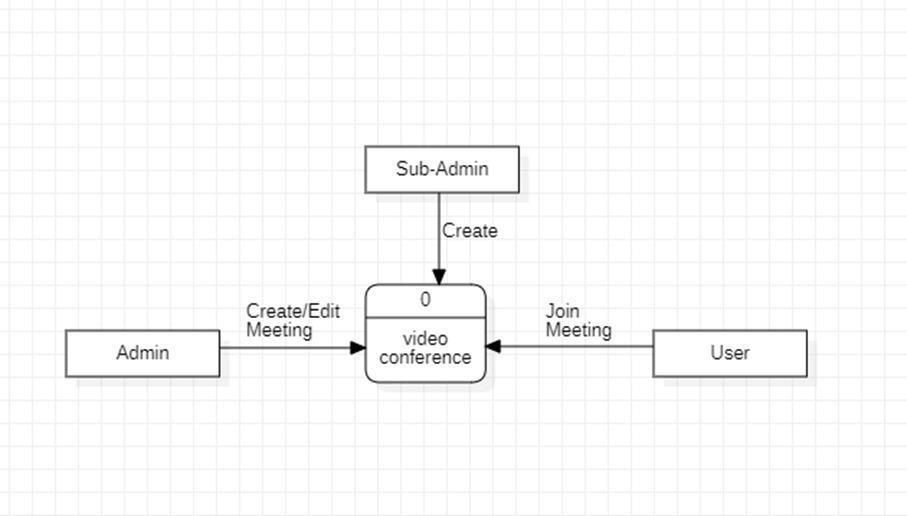 Sub-Admin
Create
0
video
conference
Create/Edit
Meeting
Admin
Join
Meeting
User